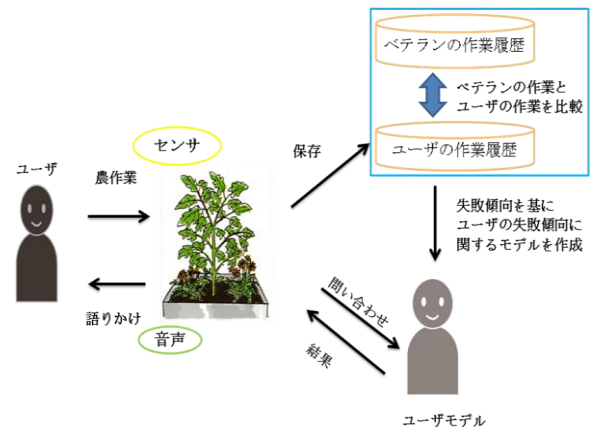 ベテランの作業履歴
ベテランの作業と
ユーザの作業を比較
ユーザの作業履歴
センサ
保存
ユーザ
農作業
失敗傾向を基に
ユーザの失敗傾向に
関するモデルを作成
語りかけ
音声
問い合わせ
結果
ユーザモデル